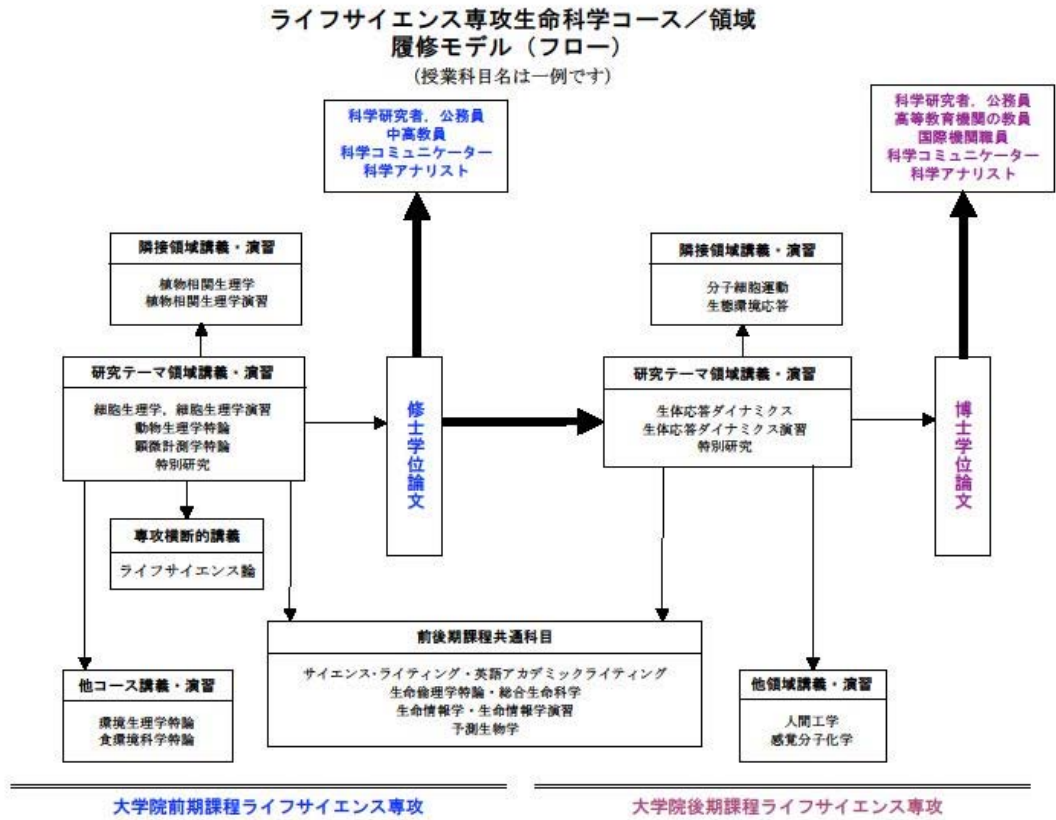 ライフサイエンス専攻生命科学コース／領域
履修モデル（フロー）
（授業科目名は一例です）
科学研究者，公務員
中高教員
科学コミュニケーター
科学アナリスト
科学研究者，公務員
高等教育機関の教員
国際機関職員
科学コミュニケーター
科学アナリスト
隣接領域講義・演習
植物相関生理学
植物相関生理学演習
隣接領域講義・演習
分子細胞運動
生態環境応答
研究テーマ領域講義・演習
細胞生理学，細胞生理学演習
動物生理学特論
顕微計測学特論
特別研究
修士学位論文
研究テーマ領域講義・演習
生体応答ダイナミクス
生体応答ダイナミクス演習
特別研究
博士学位論文
専攻横断的講義
ライフサイエンス論
前後期課程共通科目
サイエンス・ライティング・英語アカデミックライティング
生命倫理学特論・総合生命科学
生命情報学・生命情報学演習
予測生物学
他コース講義・演習
環境生理学特論
食環境科学特論
他領域講義・演習
人間工学
感覚分子化学
大学院前期課程ライフサイエンス専攻
大学院後期課程ライフサイエンス専攻